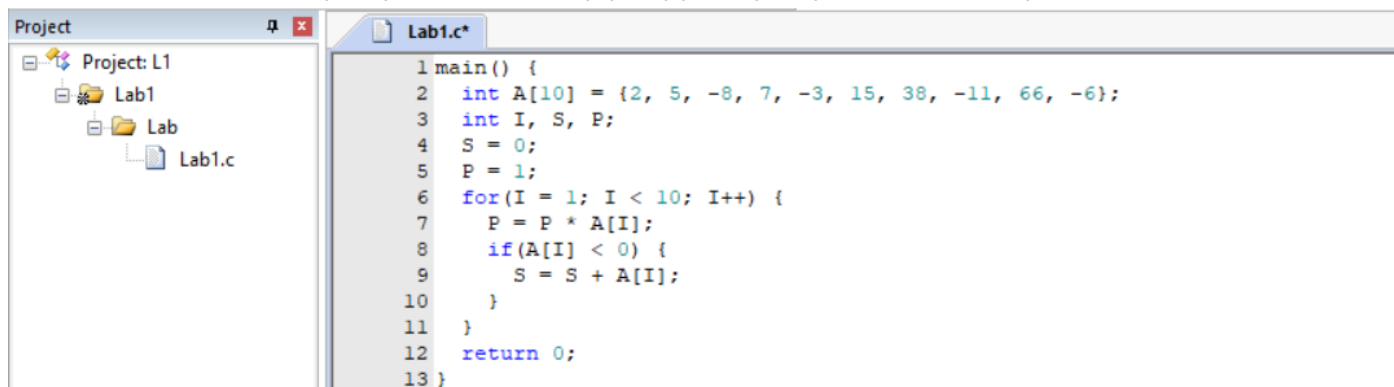 Project
Project: L1
Lab1
Lab
Lab1.c
Lab1.c*
1 main() {
2 int A[10] = {2, 5, -8, 7, -3, 15, 38, -11, 66, -6};
3 int I, S, P;
4 S = 0;
5 P = 1;
6 for(I = 1; I < 10; I++) {
7 P = P * A[I];
8 if(A[I] < 0) {
9 S = S + A[I];
10 }
11 }
12 return 0;
13 }